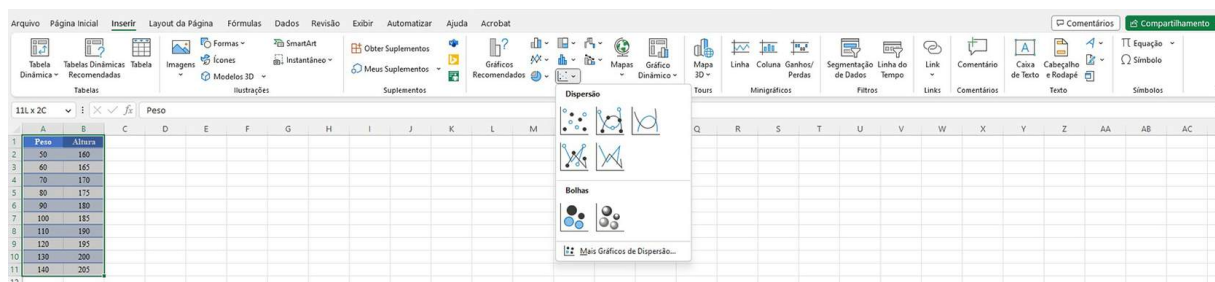 Arquivo Página Inicial Inserir Layout da Página Fórmulas Dados Revisão Exibir Automatizar Ajuda Acrobat Comentários Compartilhamento
Tabela Dinâmica Tabelas Dinâmicas Recomendadas Tabela
Tabelas
Imagens Formas Ícones Modelos 3D SmartArt Instantâneo
Ilustrações
Obter Suplementos
Meus Suplementos
Suplementos
Gráficos Recomendados Mapas Gráfico Dinâmico
Mapa 3D
Tours
Linha Coluna Ganhos/Perdas
Minigráficos
Segmentação de Dados Linha do Tempo
Filtros
Link
Links
Comentário
Comentários
Caixa de Texto Cabeçalho e Rodapé
Texto
Equação
Símbolo
Símbolos
11L x 2C fx Peso
Dispersão
Bolhas
Mais Gráficos de Dispersão...
A B C D E F G H I J K L M Q R S T U V W X Y Z AA AB AC
1 Peso Altura
2 50 160
3 60 165
4 70 170
5 80 175
6 90 180
7 100 185
8 110 190
9 120 195
10 130 200
11 140 205